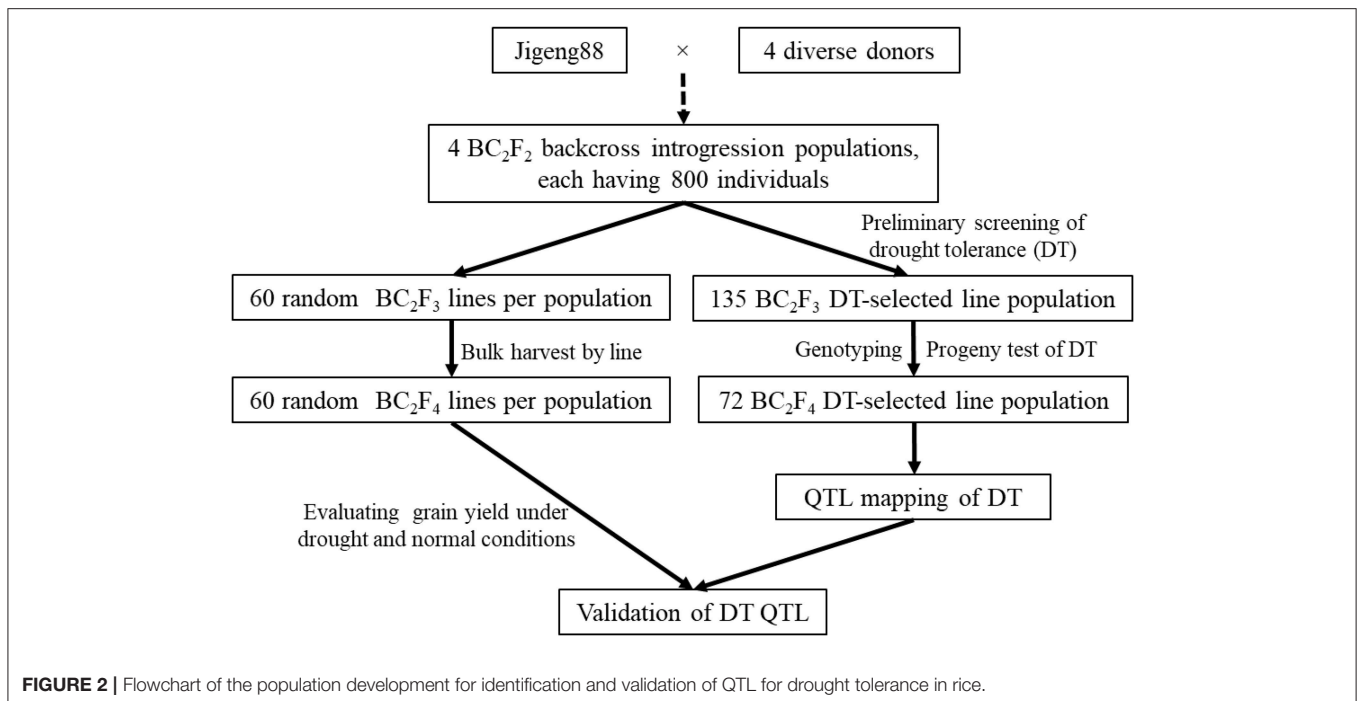 Jigeng88
×
4 diverse donors
4 BC₂F₂ backcross introgression populations,
each having 800 individuals
Preliminary screening of
drought tolerance (DT)
60 random BC₂F₃ lines per population
135 BC₂F₃ DT-selected line population
Bulk harvest by line
Genotyping
Progeny test of DT
60 random BC₂F₄ lines per population
72 BC₂F₄ DT-selected line population
QTL mapping of DT
Evaluating grain yield under
drought and normal conditions
Validation of DT QTL
FIGURE 2 | Flowchart of the population development for identification and validation of QTL for drought tolerance in rice.